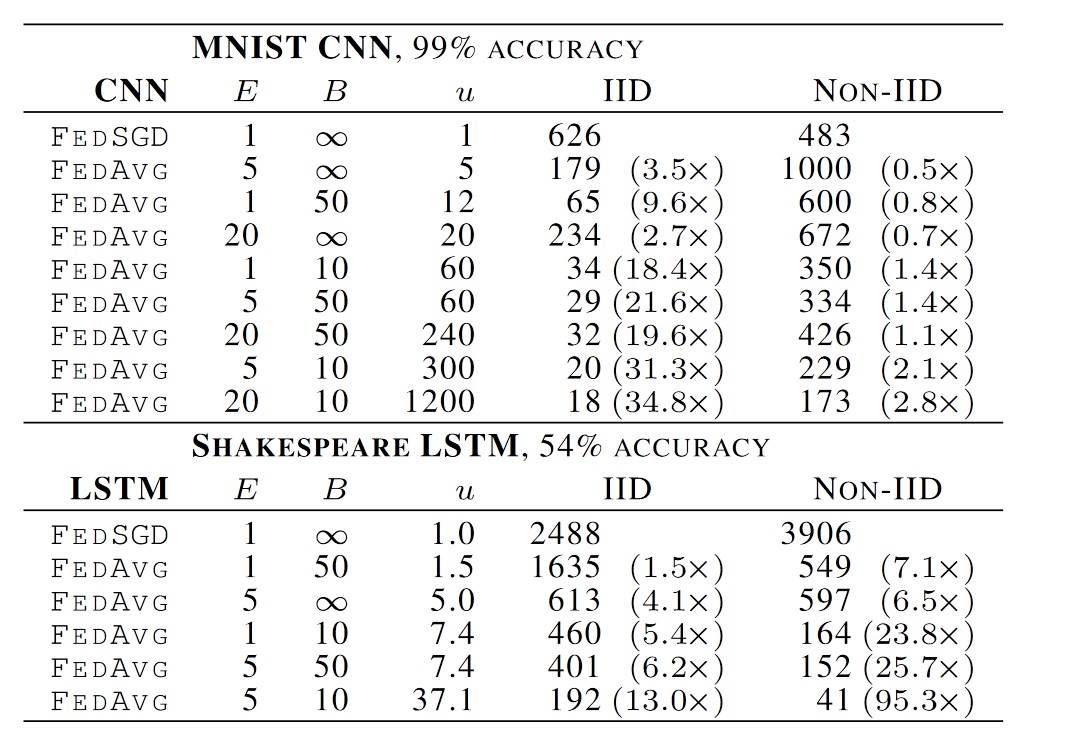 MNIST CNN, 99% ACCURACY
CNN E B u IID NON-IID
FEDSGD 1 ∞ 1 626 483
FEDAVG 5 ∞ 5 179 (3.5×) 1000 (0.5×)
FEDAVG 1 50 12 65 (9.6×) 600 (0.8×)
FEDAVG 20 ∞ 20 234 (2.7×) 672 (0.7×)
FEDAVG 1 10 60 34 (18.4×) 350 (1.4×)
FEDAVG 5 50 60 29 (21.6×) 334 (1.4×)
FEDAVG 20 50 240 32 (19.6×) 426 (1.1×)
FEDAVG 5 10 300 20 (31.3×) 229 (2.1×)
FEDAVG 20 10 1200 18 (34.8×) 173 (2.8×)
SHAKESPEARE LSTM, 54% ACCURACY
LSTM E B u IID NON-IID
FEDSGD 1 ∞ 1.0 2488 3906
FEDAVG 1 50 1.5 1635 (1.5×) 549 (7.1×)
FEDAVG 5 ∞ 5.0 613 (4.1×) 597 (6.5×)
FEDAVG 1 10 7.4 460 (5.4×) 164 (23.8×)
FEDAVG 5 50 7.4 401 (6.2×) 152 (25.7×)
FEDAVG 5 10 37.1 192 (13.0×) 41 (95.3×)